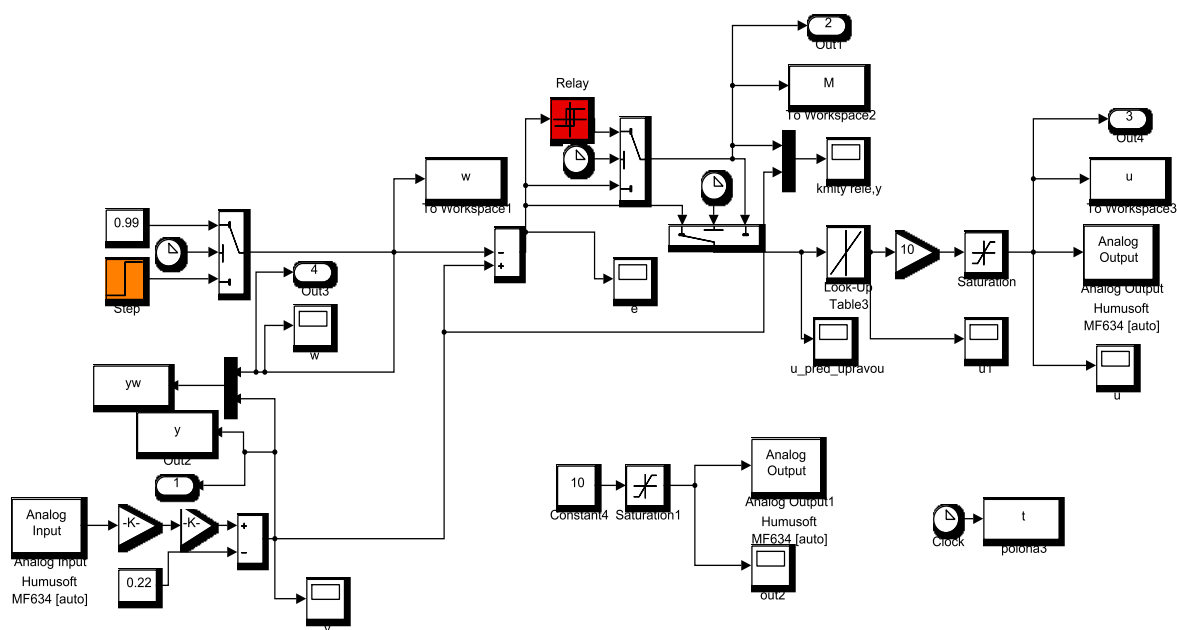 2
Out1
Relay
M
To Workspace2
3
Out4
kmity rele,y
w
To Workspace1
u
To Workspace3
0.99
Step
4
Out3
w
e
Look-Up
Table3
10
Saturation
Analog
Output
Analog Output
Humusoft
MF634 [auto]
u_pred_upravou
u1
u
yw
y
Out2
1
Analog
Input
Analog Input
Humusoft
MF634 [auto]
-K-
-K-
+
-
-
+
0.22
10
Constant4
Saturation1
Analog
Output
Analog Output1
Humusoft
MF634 [auto]
out2
Clock
t
poloha3